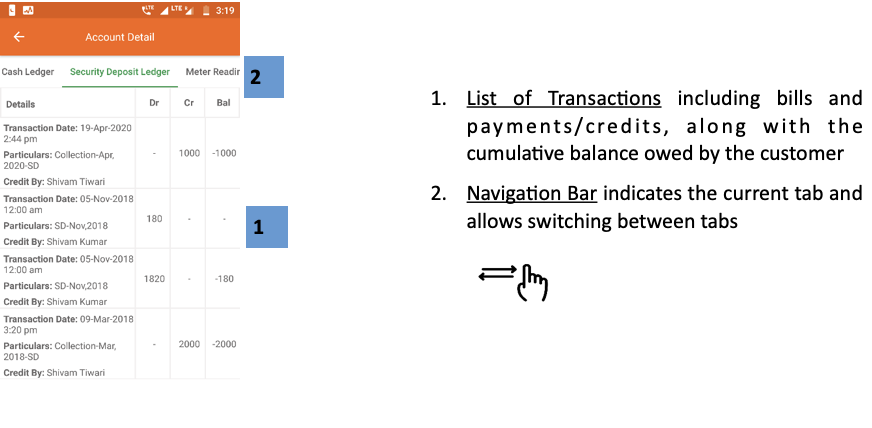 LTE LTE 3:19
Account Detail
Cash Ledger Security Deposit Ledger Meter Readin
2
Details Dr Cr Bal
Transaction Date: 19-Apr-2020
2:44 pm
Particulars: Collection-Apr,
2020-SD
Credit By: Shivam Tiwari
- 1000 -1000
Transaction Date: 05-Nov-2018
12:00 am
Particulars: SD-Nov,2018
Credit By: Shivam Kumar
180 - -
1
Transaction Date: 05-Nov-2018
12:00 am
Particulars: SD-Nov,2018
Credit By: Shivam Kumar
1820 - -180
Transaction Date: 09-Mar-2018
3:20 pm
Particulars: Collection-Mar,
2018-SD
Credit By: Shivam Tiwari
- 2000 -2000
1. List of Transactions including bills and
payments/credits, along with the
cumulative balance owed by the customer
2. Navigation Bar indicates the current tab and
allows switching between tabs